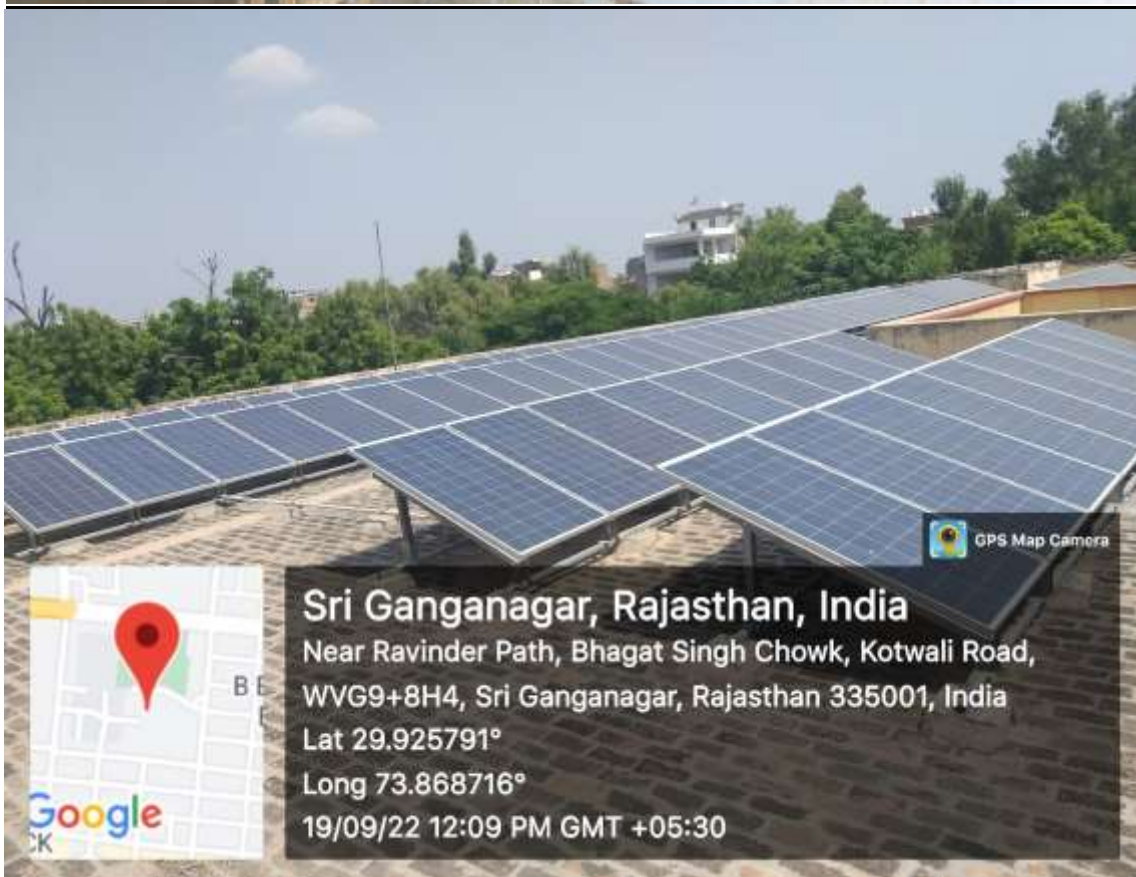 GPS Map Camera
Sri Ganganagar, Rajasthan, India
Near Ravinder Path, Bhagat Singh Chowk, Kotwali Road,
WVG9+8H4, Sri Ganganagar, Rajasthan 335001, India
Lat 29.925791°
Long 73.868716°
19/09/22 12:09 PM GMT +05:30
B E
Google
CK